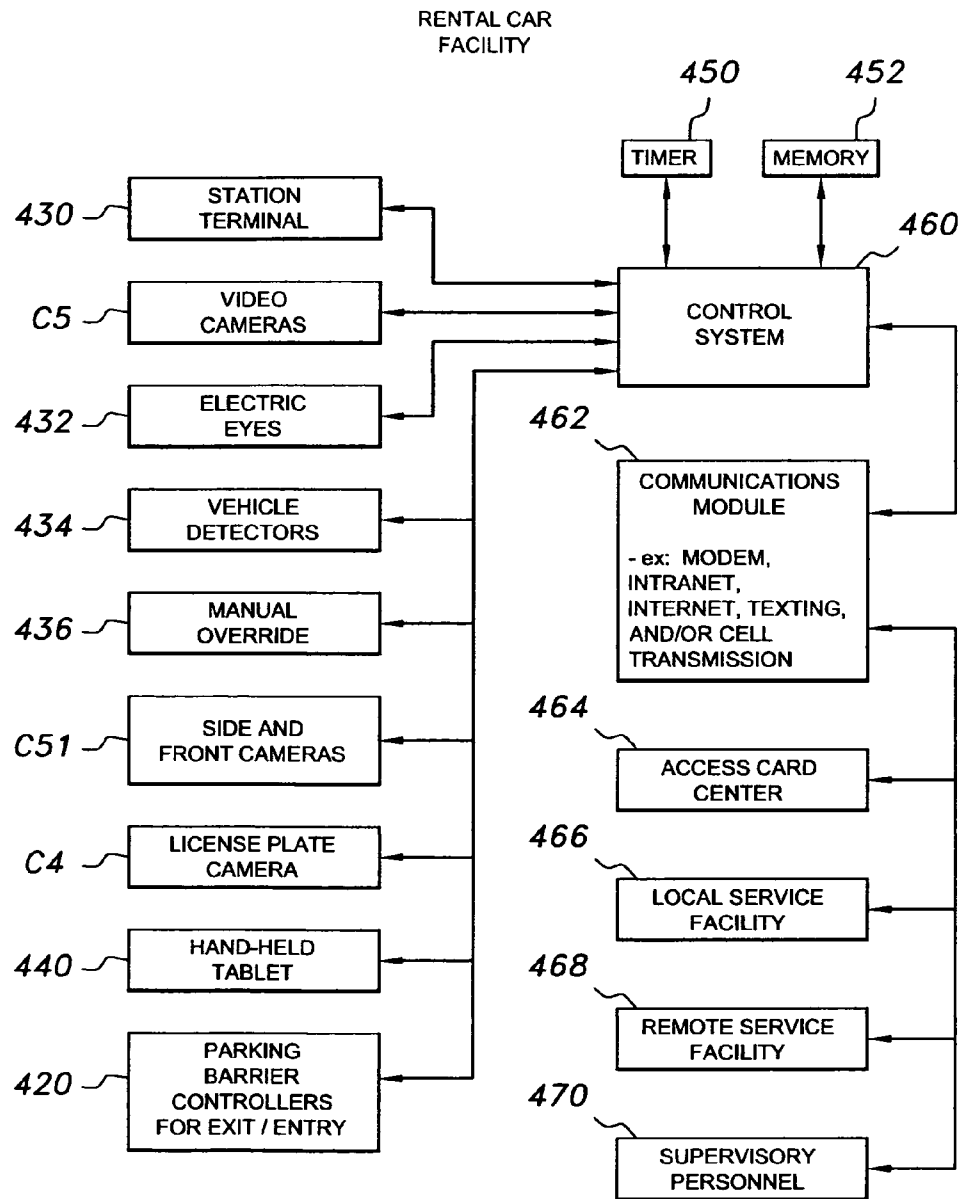 RENTAL CAR
FACILITY
450
452
TIMER
MEMORY
430
STATION
TERMINAL
460
C5
VIDEO
CAMERAS
CONTROL
SYSTEM
432
ELECTRIC
EYES
462
COMMUNICATIONS
MODULE
- ex: MODEM,
INTRANET,
INTERNET, TEXTING,
AND/OR CELL
TRANSMISSION
434
VEHICLE
DETECTORS
436
MANUAL
OVERRIDE
C51
SIDE AND
FRONT CAMERAS
464
ACCESS CARD
CENTER
C4
LICENSE PLATE
CAMERA
466
LOCAL SERVICE
FACILITY
440
HAND-HELD
TABLET
468
REMOTE SERVICE
FACILITY
420
PARKING
BARRIER
CONTROLLERS
FOR EXIT / ENTRY
470
SUPERVISORY
PERSONNEL